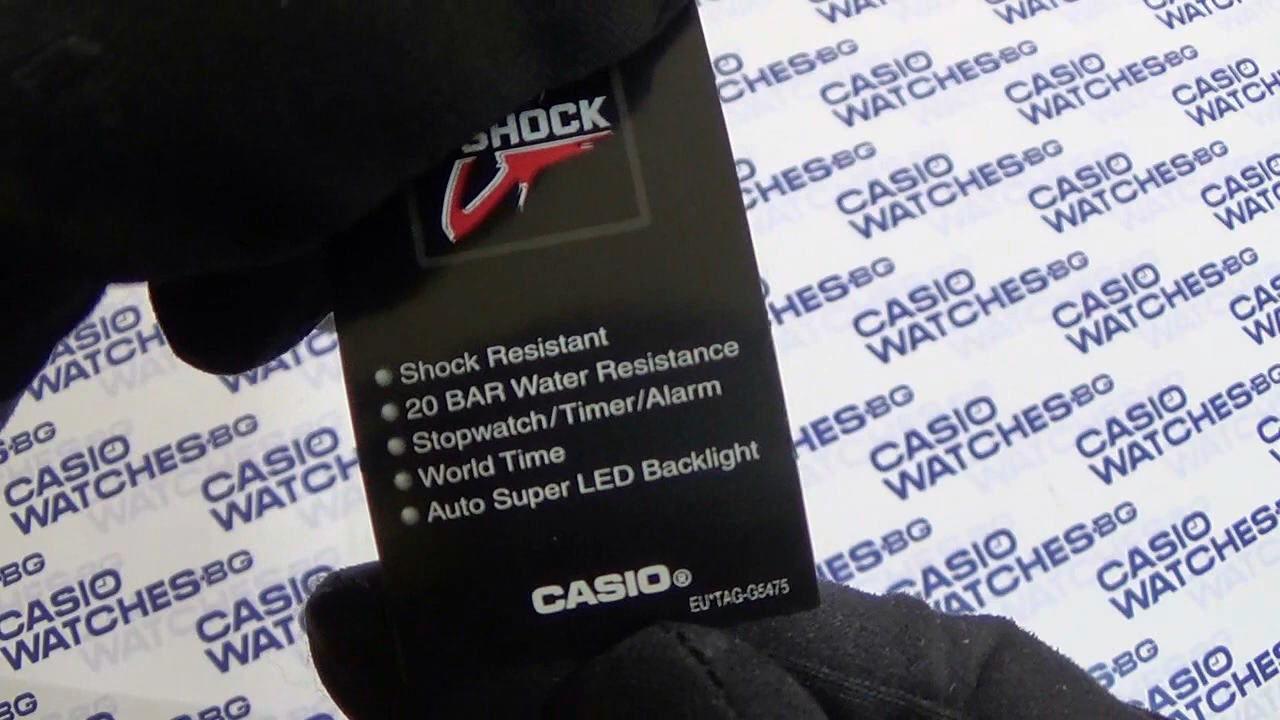 SHOCK
Shock Resistant
20 BAR Water Resistance
Stopwatch/Timer/Alarm
World Time
Auto Super LED Backlight
CASIO®
EU*TAG-G5475
CASIO
WATCHES·BG